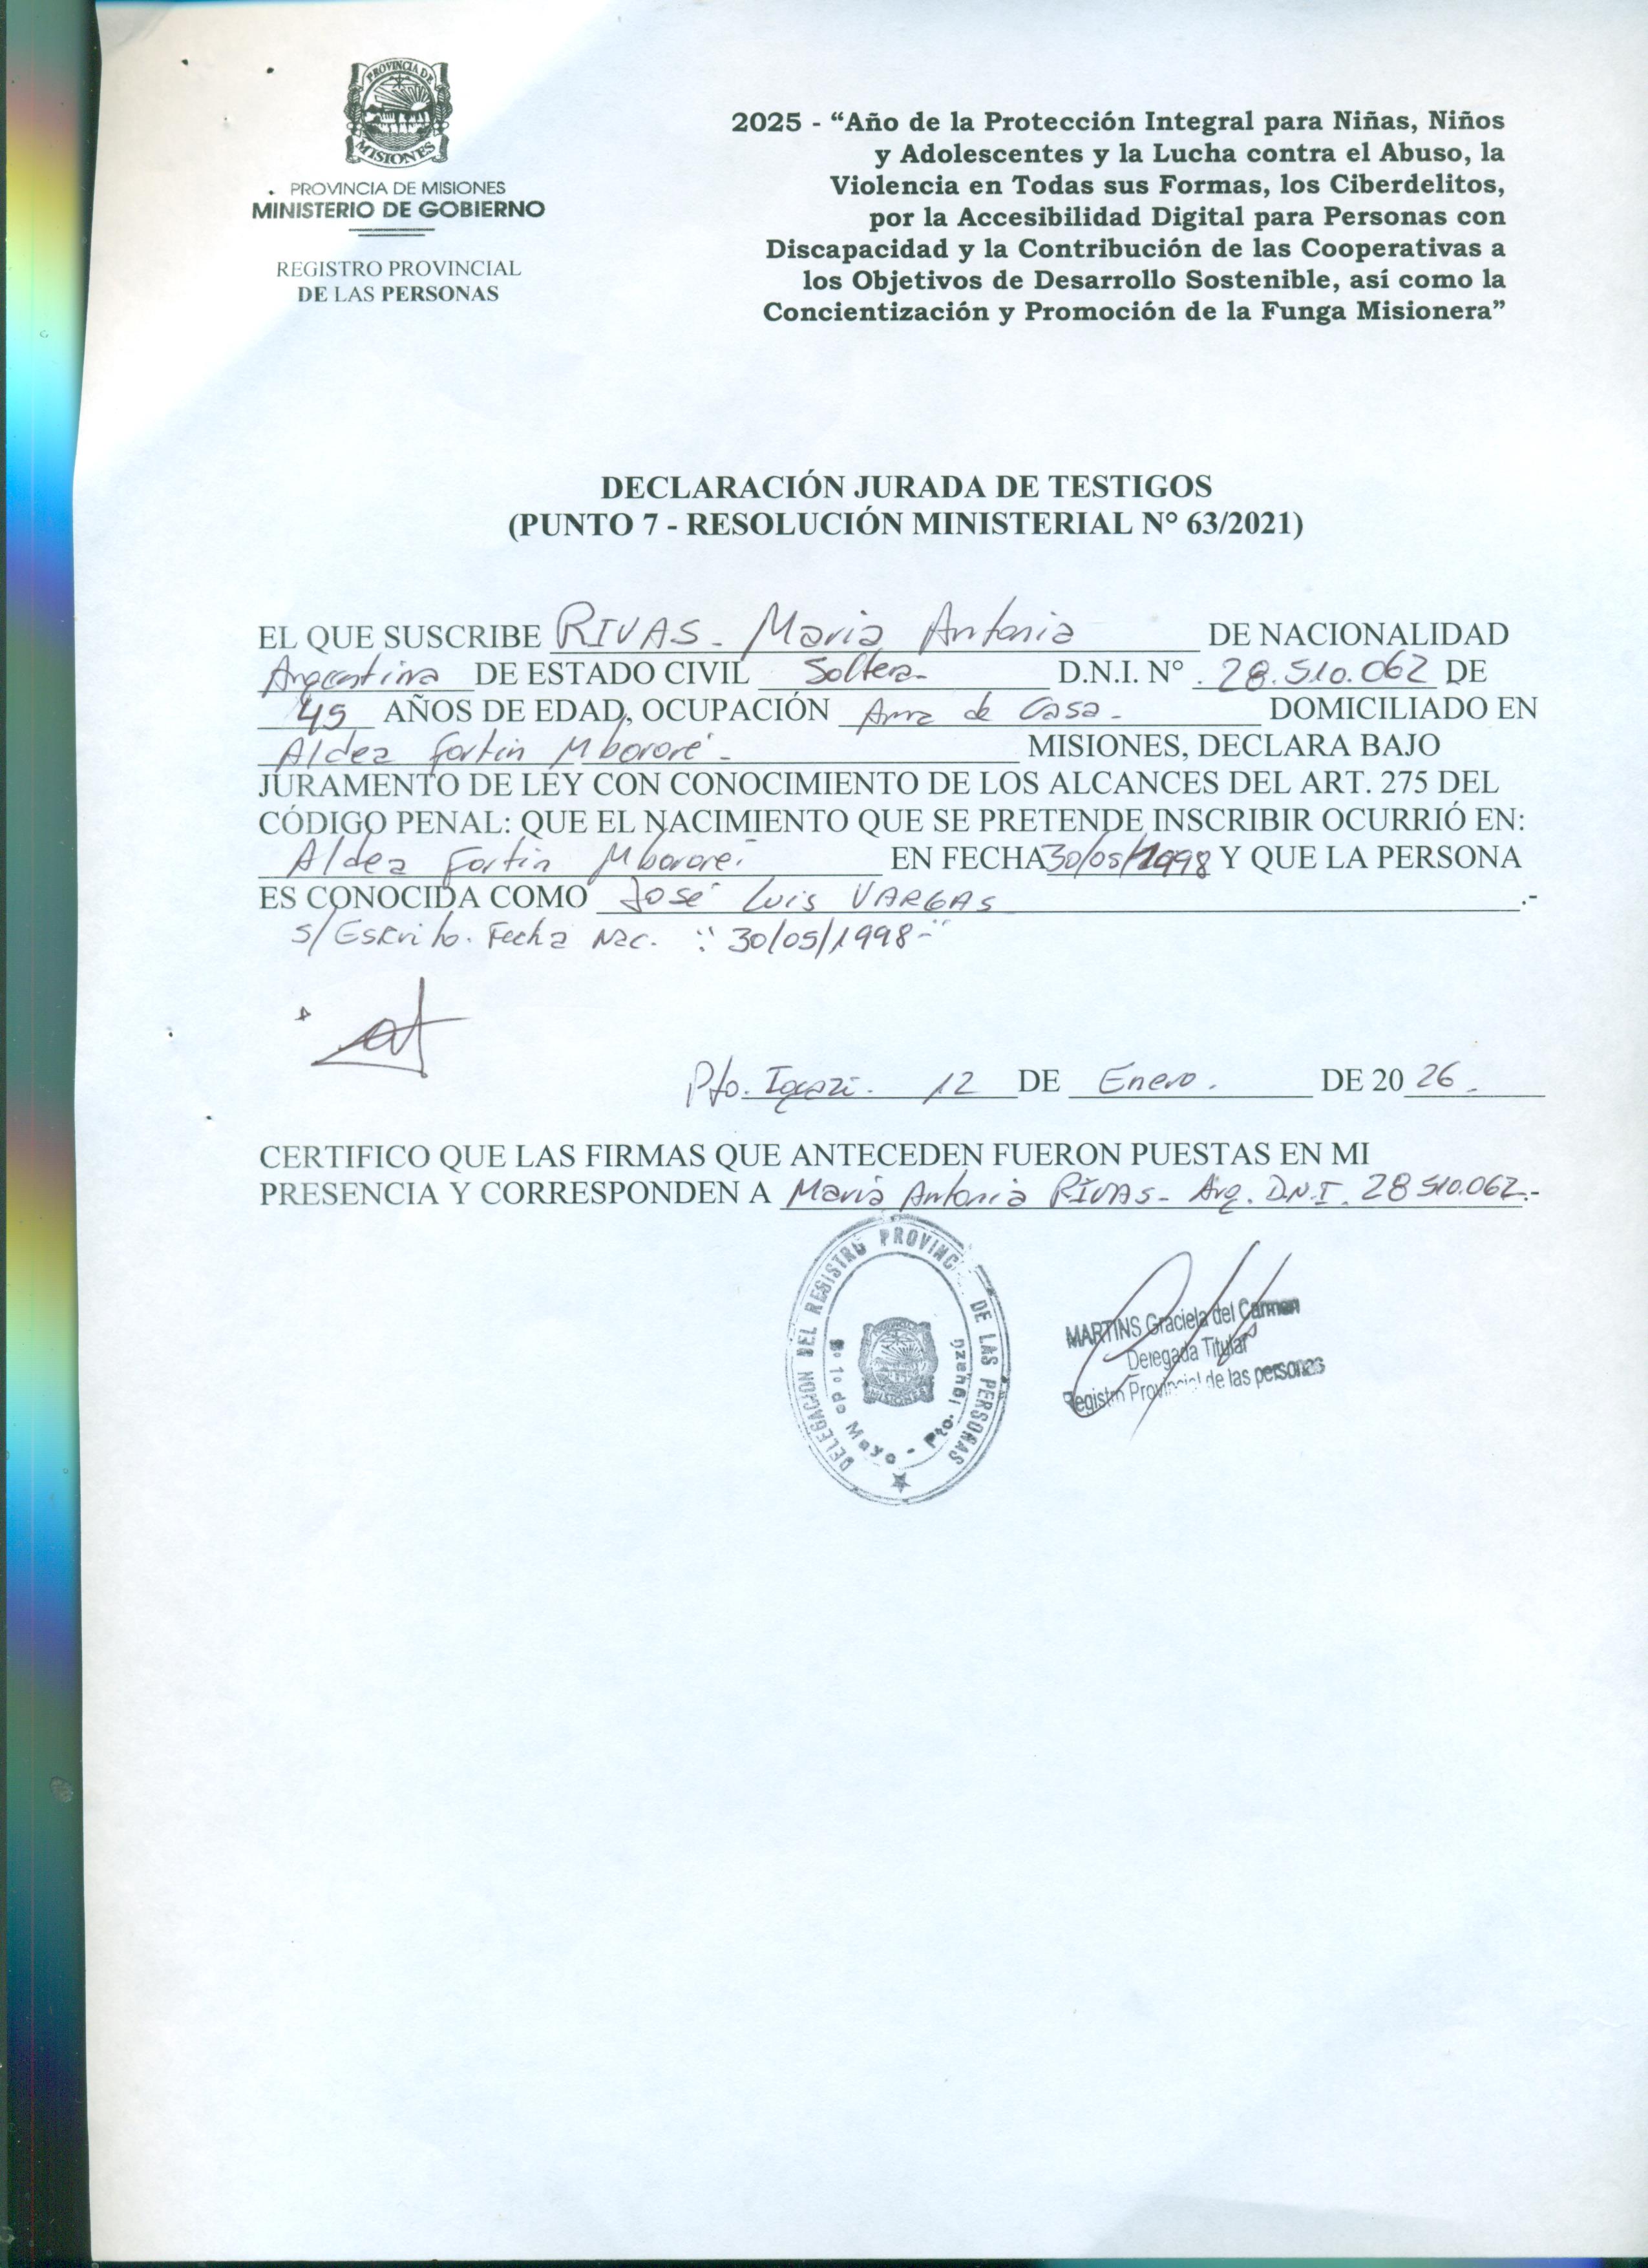 PROVINCIA DE
MISIONES
PROVINCIA DE MISIONES
MINISTERIO DE GOBIERNO
REGISTRO PROVINCIAL
DE LAS PERSONAS
2025 - “Año de la Protección Integral para Niñas, Niños
y Adolescentes y la Lucha contra el Abuso, la
Violencia en Todas sus Formas, los Ciberdelitos,
por la Accesibilidad Digital para Personas con
Discapacidad y la Contribución de las Cooperativas a
los Objetivos de Desarrollo Sostenible, así como la
Concientización y Promoción de la Funga Misionera”
DECLARACIÓN JURADA DE TESTIGOS
(PUNTO 7 - RESOLUCIÓN MINISTERIAL N° 63/2021)
EL QUE SUSCRIBE RIVAS - Maria Antonia DE NACIONALIDAD
Argentina DE ESTADO CIVIL Soltera - D.N.I. N° 28.510.062 DE
45 AÑOS DE EDAD, OCUPACIÓN Ama de Casa - DOMICILIADO EN
Aldea Fortin Mbororé - MISIONES, DECLARA BAJO
JURAMENTO DE LEY CON CONOCIMIENTO DE LOS ALCANCES DEL ART. 275 DEL
CÓDIGO PENAL: QUE EL NACIMIENTO QUE SE PRETENDE INSCRIBIR OCURRIÓ EN:
Aldea Fortin Mbororé EN FECHA 30/05/1998 Y QUE LA PERSONA
ES CONOCIDA COMO José Luis VARGAS .-
s/Escrito. Fecha Nac. "30/05/1998-"
Pto. Iguazú. 12 DE Enero. DE 2026.
CERTIFICO QUE LAS FIRMAS QUE ANTECEDEN FUERON PUESTAS EN MI
PRESENCIA Y CORRESPONDEN A Maria Antonia RIVAS - Arg. D.N.I. 28.510.062.-
DELEGACION DEL REGISTRO PROVINC DE LAS PERSONAS
Bo 1o de Mayo - Pto. Iguazú
MARTINS Graciela del Carmen
Delegada Titular
Registro Provincial de las personas